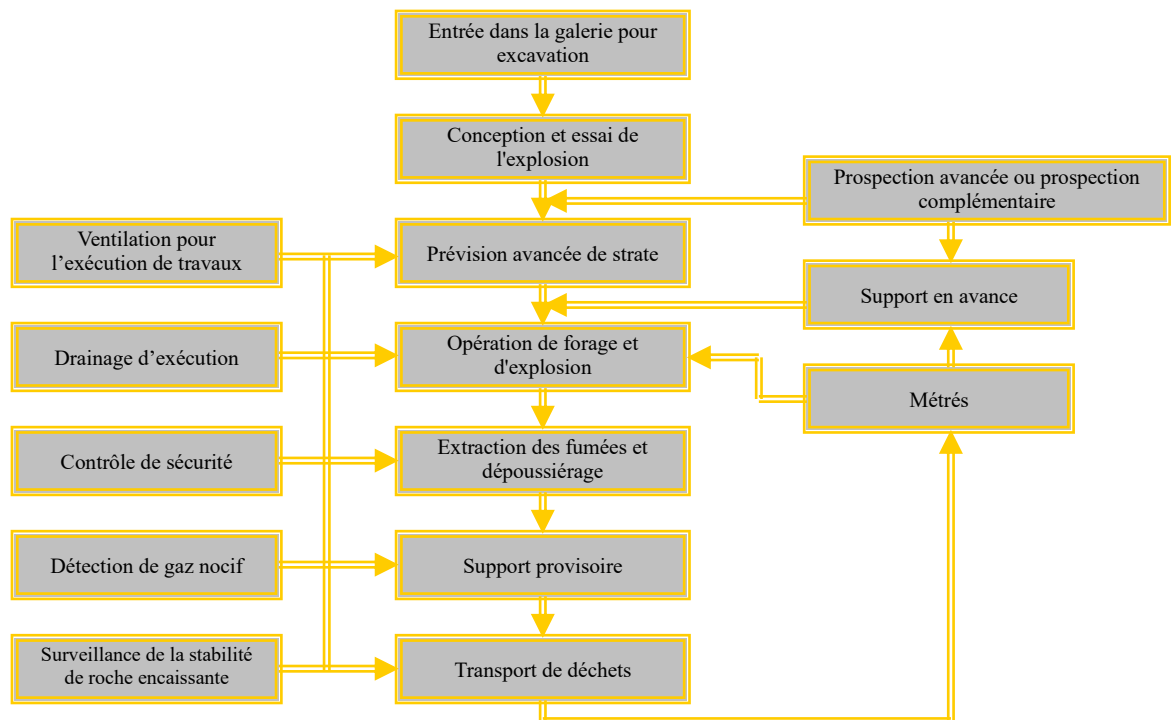 Entrée dans la galerie pour
excavation
Conception et essai de
l'explosion
Prospection avancée ou prospection
complémentaire
Ventilation pour
l’exécution de travaux
Prévision avancée de strate
Support en avance
Drainage d’exécution
Opération de forage et
d'explosion
Métrés
Contrôle de sécurité
Extraction des fumées et
dépoussiérage
Détection de gaz nocif
Support provisoire
Surveillance de la stabilité
de roche encaissante
Transport de déchets